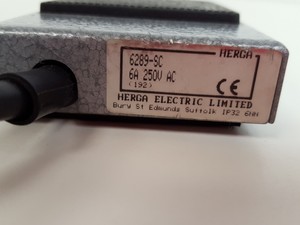 HERGA
6289-SC
6A 250V AC
(192)
CE
HERGA ELECTRIC LIMITED
Bury St Edmunds Suffolk IP32 6NN